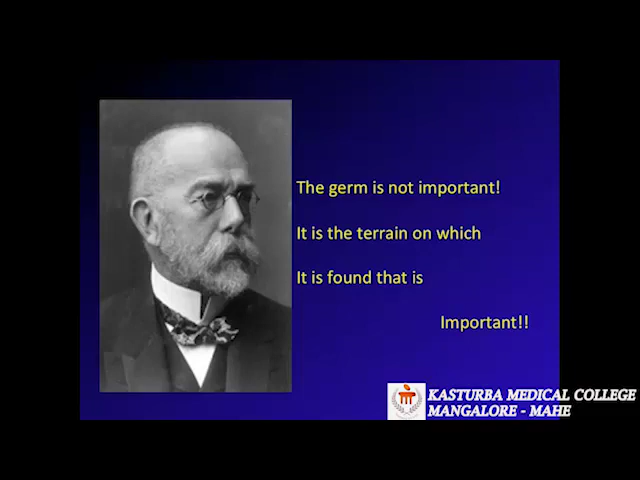 The germ is not important!
It is the terrain on which
It is found that is
Important!!
KASTURBA MEDICAL COLLEGE
MANGALORE - MAHE